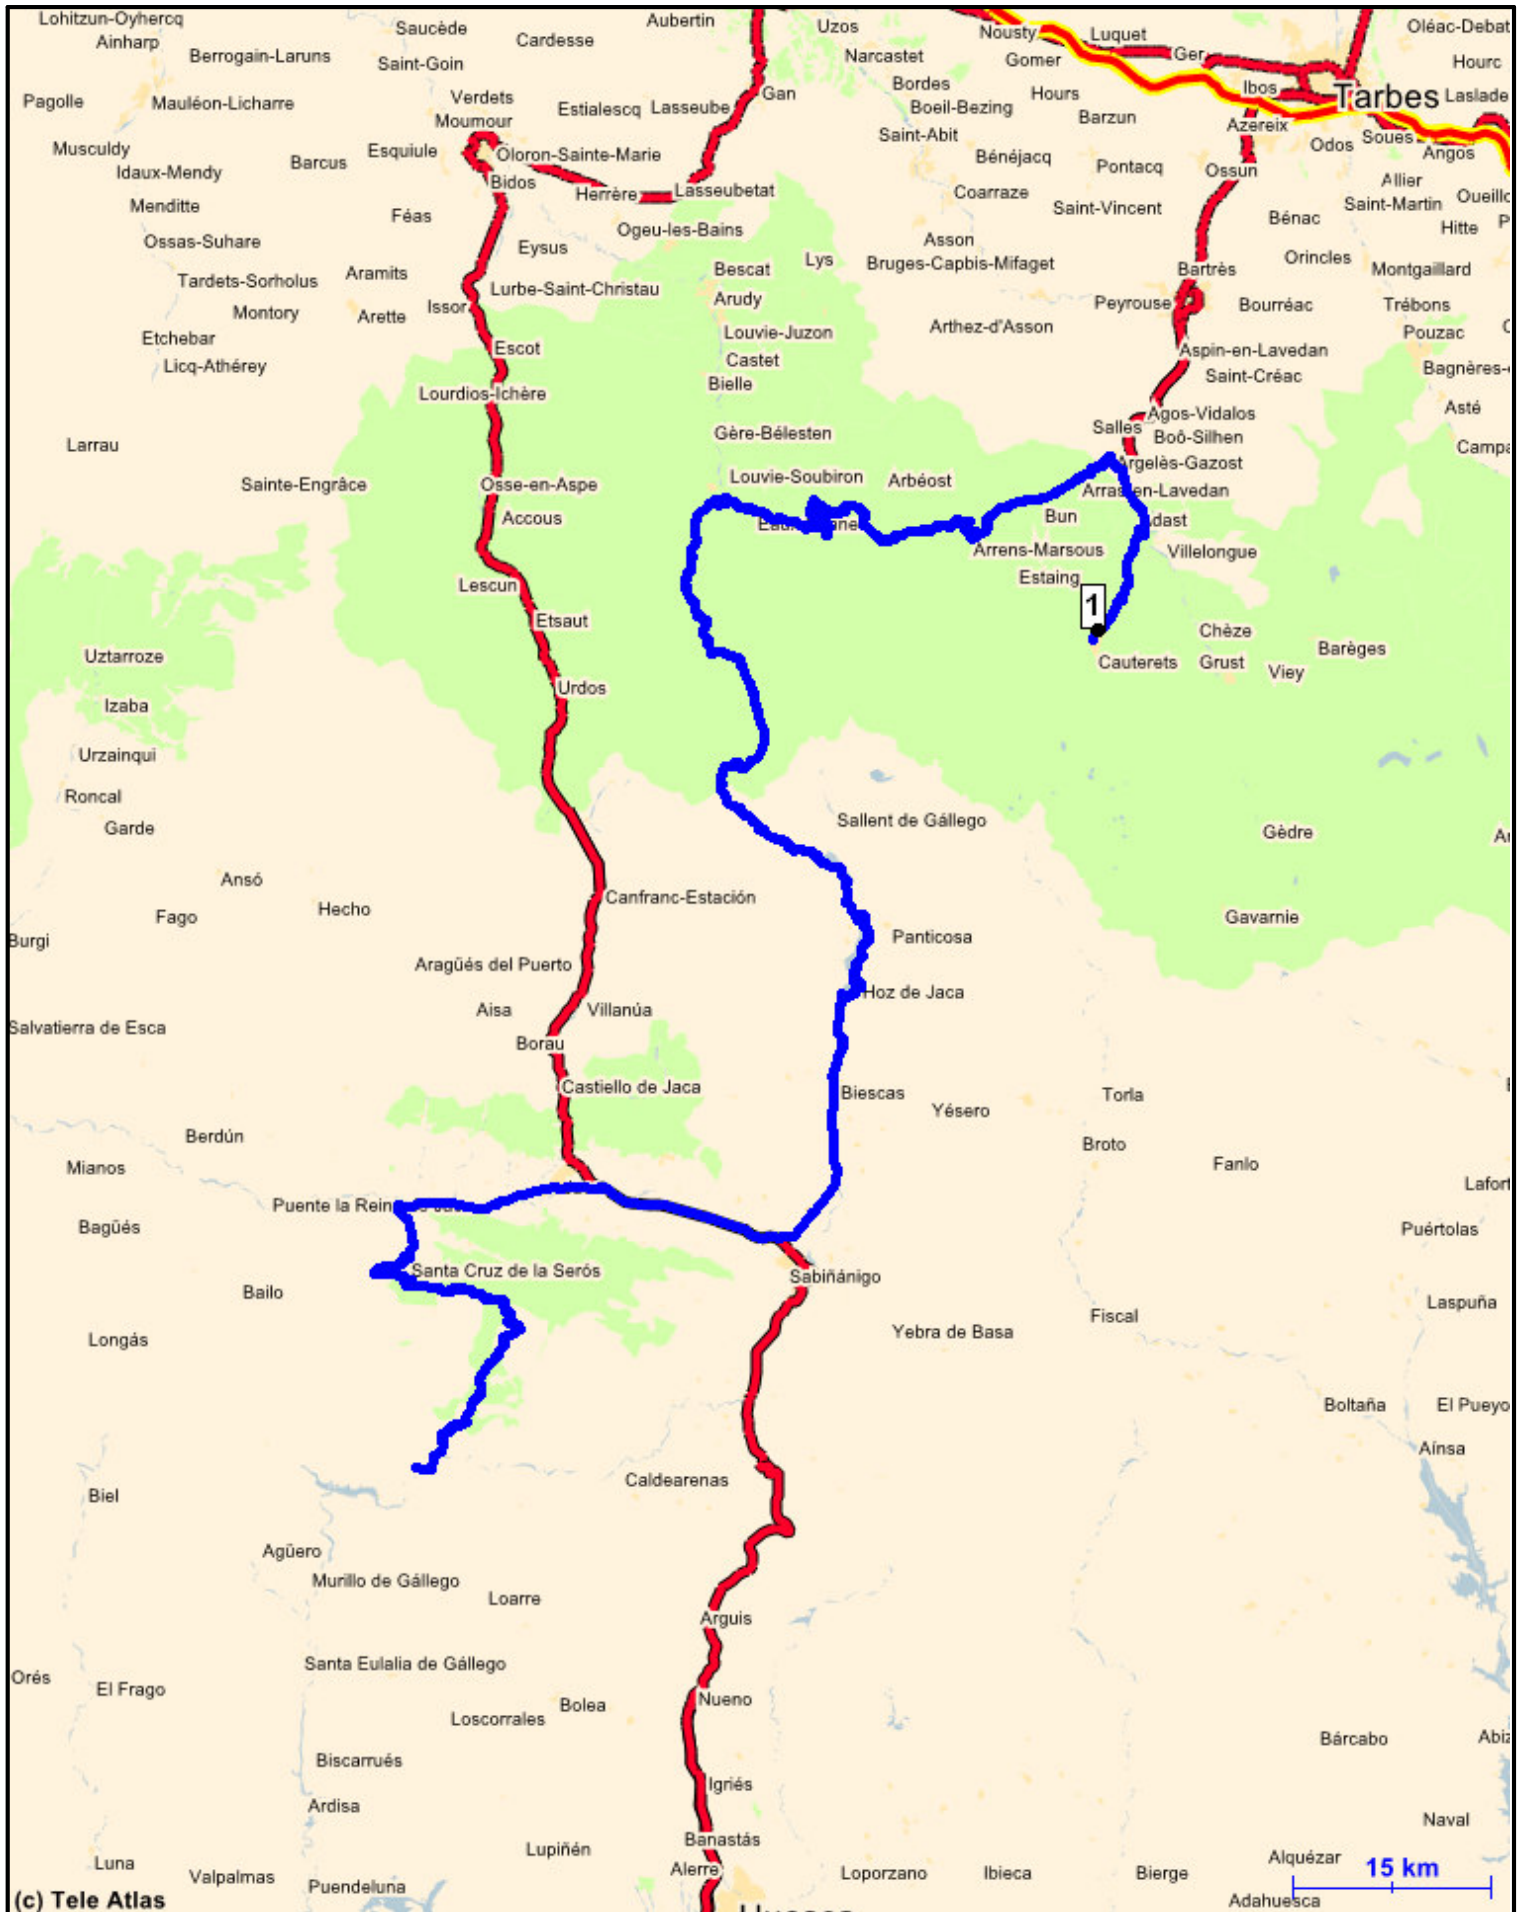 Lohitzun-Oyhercq
Saucède
Aubertin
Uzos
Oléac-Debat
Ainharp
Cardesse
Nousty
Luquet
Berrogain-Laruns
Saint-Goin
Narcastet
Gomer
Ger
Hourc
Pagolle
Mauléon-Licharre
Verdets
Estialescq
Lasseube
Gan
Bordes
Hours
Ibos
Tarbes
Laslade
Moumour
Boeil-Bezing
Barzun
Azereix
Musculdy
Barcus
Esquiule
Oloron-Sainte-Marie
Saint-Abit
Bénéjacq
Pontacq
Odos
Soues
Angos
Idaux-Mendy
Bidos
Herrère
Lasseubetat
Coarraze
Ossun
Allier
Menditte
Féas
Saint-Vincent
Bénac
Saint-Martin
Oueillo
Ossas-Suhare
Eysus
Ogeu-les-Bains
Asson
Hitte
P
Tardets-Sorholus
Aramits
Lurbe-Saint-Christau
Bescat
Lys
Bruges-Capbis-Mifaget
Bartrès
Orincles
Montgaillard
Montory
Arette
Issor
Arudy
Peyrouse
Bourréac
Trébons
Etchebar
Escot
Louvie-Juzon
Arthez-d'Asson
Pouzac
Licq-Athérey
Castet
Aspin-en-Lavedan
Saint-Créac
Bagnères-
Lourdios-Ichère
Bielle
Agos-Vidalos
Asté
Larrau
Gère-Bélesten
Salles
Boô-Silhen
Campa
Sainte-Engrâce
Osse-en-Aspe
Louvie-Soubiron
Arbéost
Argelès-Gazost
Accous
Arras-en-Lavedan
Bun
Adast
Lescun
Arrens-Marsous
Villelongue
Estaing
1
Etsaut
Chèze
Barèges
Uztarroze
Cauterets
Grust
Viey
Izaba
Urdos
Urzainqui
Roncal
Garde
Sallent de Gállego
Gèdre
Ansó
Hecho
Canfranc-Estación
Fago
Gavarnie
Burgi
Panticosa
Aragüés del Puerto
Hoz de Jaca
Salvatierra de Esca
Aisa
Villanúa
Borau
Castiello de Jaca
Biescas
Yésero
Torla
Berdún
Broto
Mianos
Fanlo
Puente la Rein
Lafort
Bagüés
Puértolas
Santa Cruz de la Serós
Sabiñánigo
Bailo
Laspuña
Longás
Yebra de Basa
Fiscal
Boltaña
El Pueyo
Aínsa
Biel
Caldearenas
Agüero
Murillo de Gállego
Loarre
Arguis
Orés
El Frago
Santa Eulalia de Gállego
Nueno
Loscorrales
Bolea
Bárcabo
Abiz
Biscarrués
Igriés
Ardisa
Naval
Banastás
Luna
Lupiñén
Alerre
Loporzano
Ibieca
Bierge
Alquézar
15 km
Valpalmas
Puendeluna
Adahuesca
(c) Tele Atlas